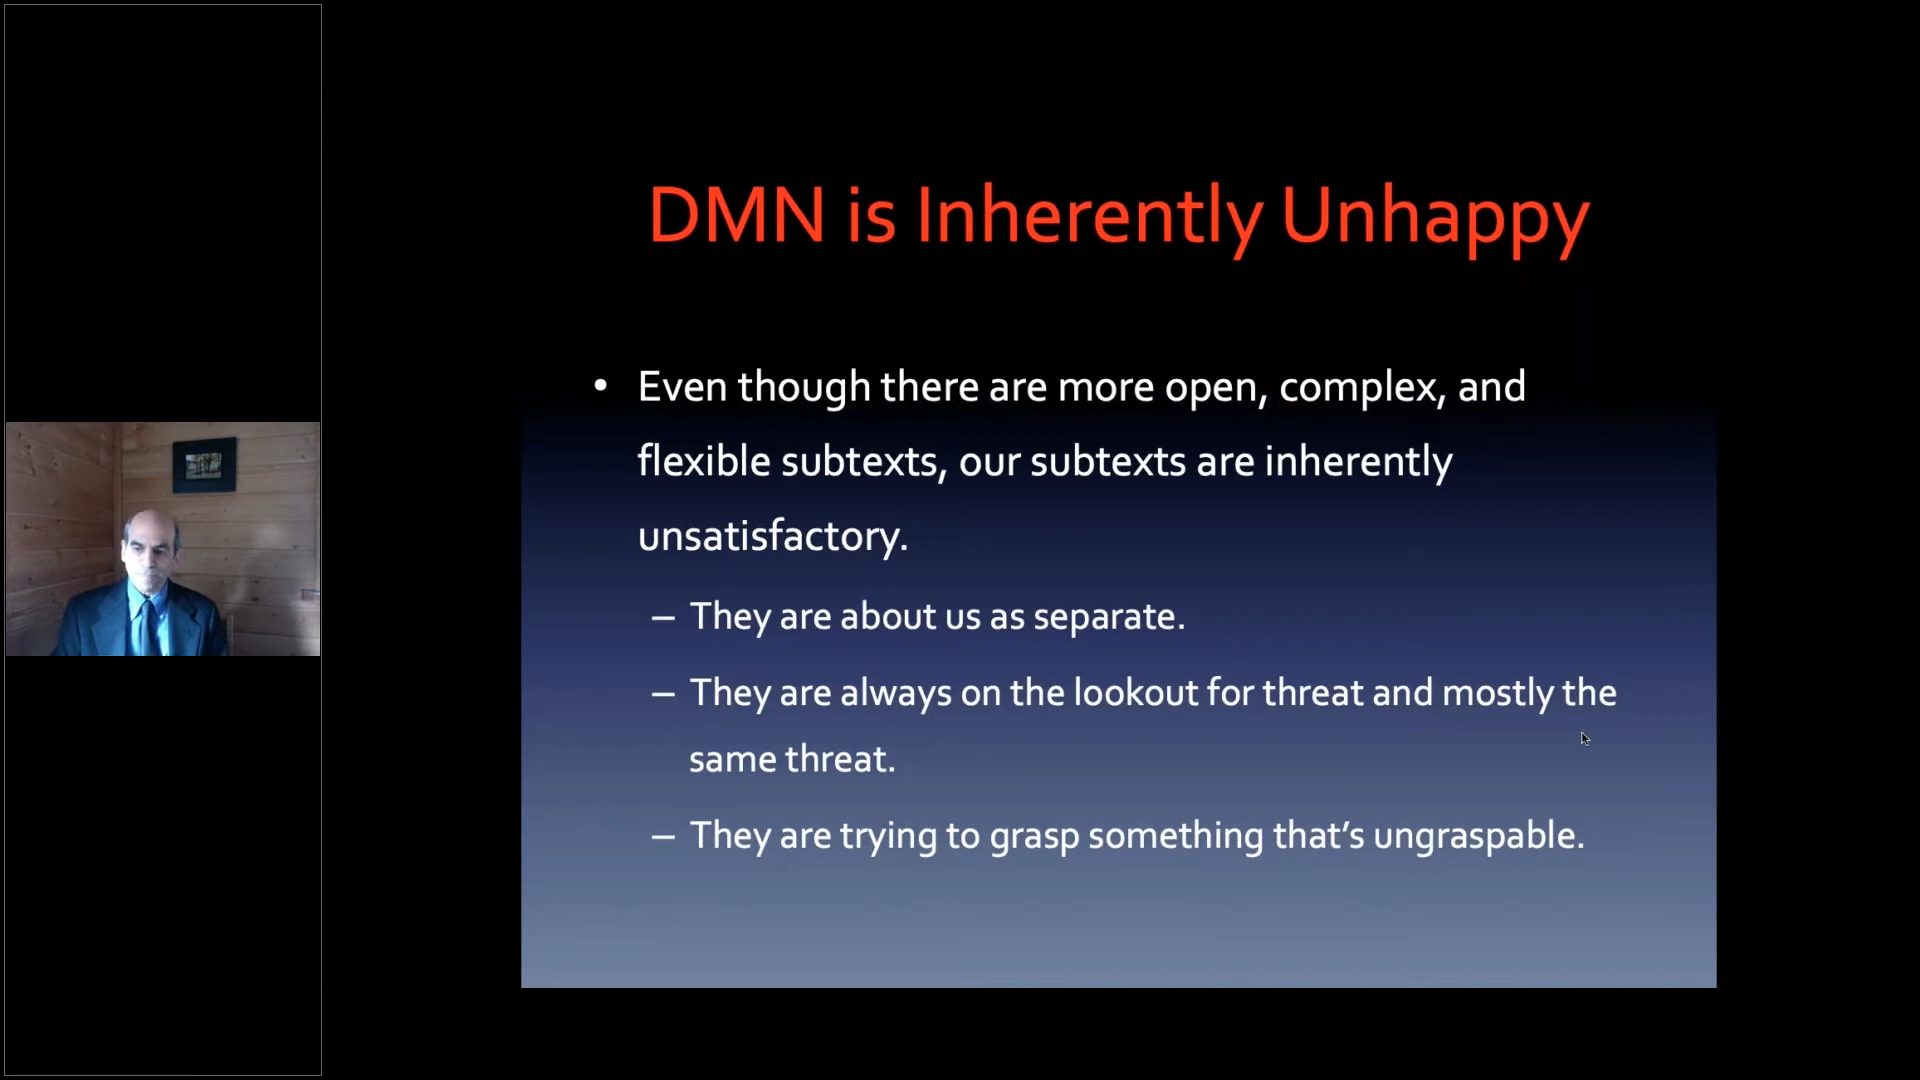 DMN is Inherently Unhappy
• Even though there are more open, complex, and
flexible subtexts, our subtexts are inherently
unsatisfactory.
– They are about us as separate.
– They are always on the lookout for threat and mostly the
same threat.
– They are trying to grasp something that’s ungraspable.